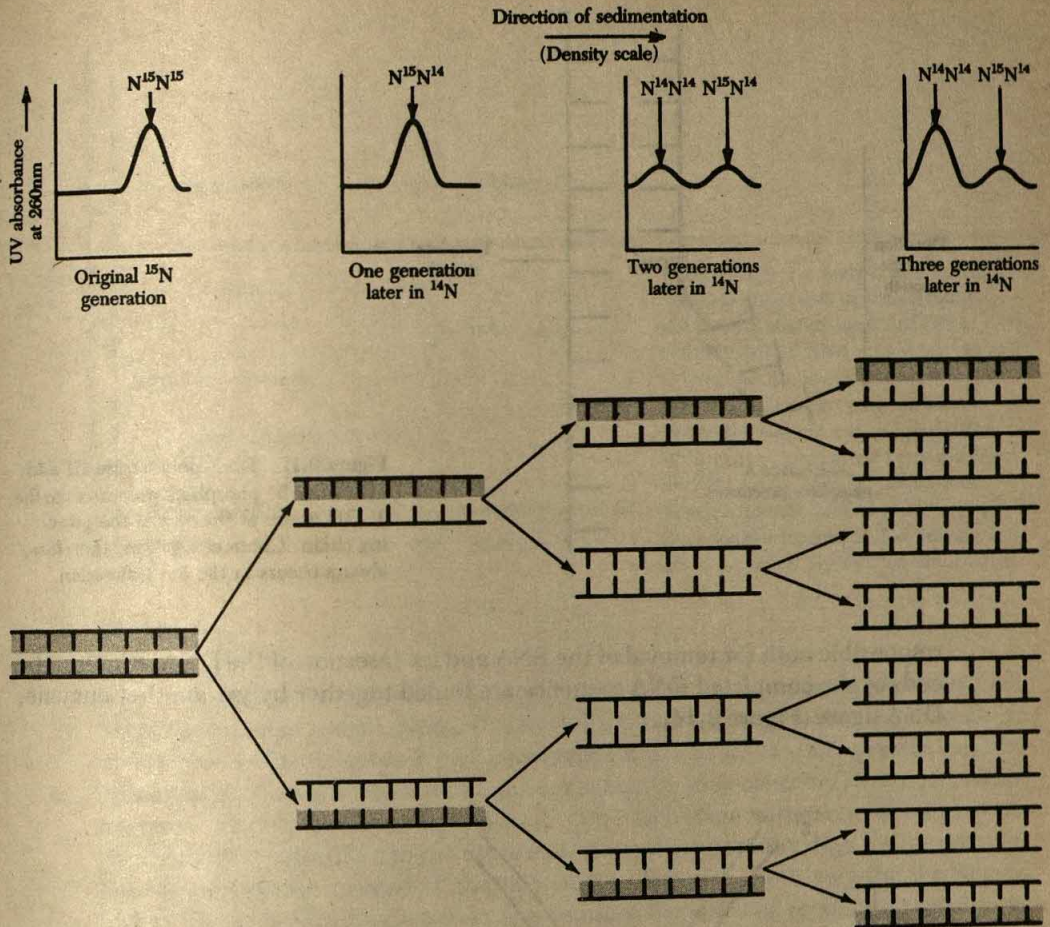 Direction of sedimentation
(Density scale)
UV absorbance
at 260nm
N¹⁵N¹⁵
N¹⁵N¹⁴
N¹⁴N¹⁴ N¹⁵N¹⁴
N¹⁴N¹⁴ N¹⁵N¹⁴
Original ¹⁵N
generation
One generation
later in ¹⁴N
Two generations
later in ¹⁴N
Three generations
later in ¹⁴N